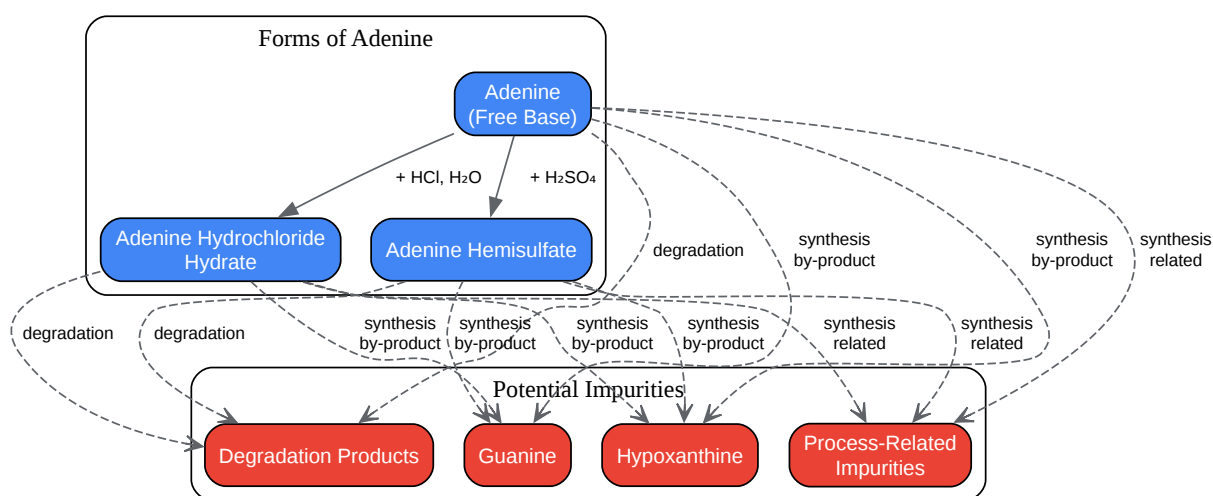 Forms of Adenine
Adenine
(Free Base)
+ HCl, H₂O
+ H₂SO₄
Adenine Hydrochloride
Hydrate
Adenine Hemisulfate
degradation
synthesis
by-product
synthesis
by-product
synthesis
related
degradation
degradation
synthesis
by-product
synthesis
by-product
synthesis
by-product
synthesis
by-product
synthesis
related
synthesis
related
Potential Impurities
Degradation Products
Guanine
Hypoxanthine
Process-Related
Impurities